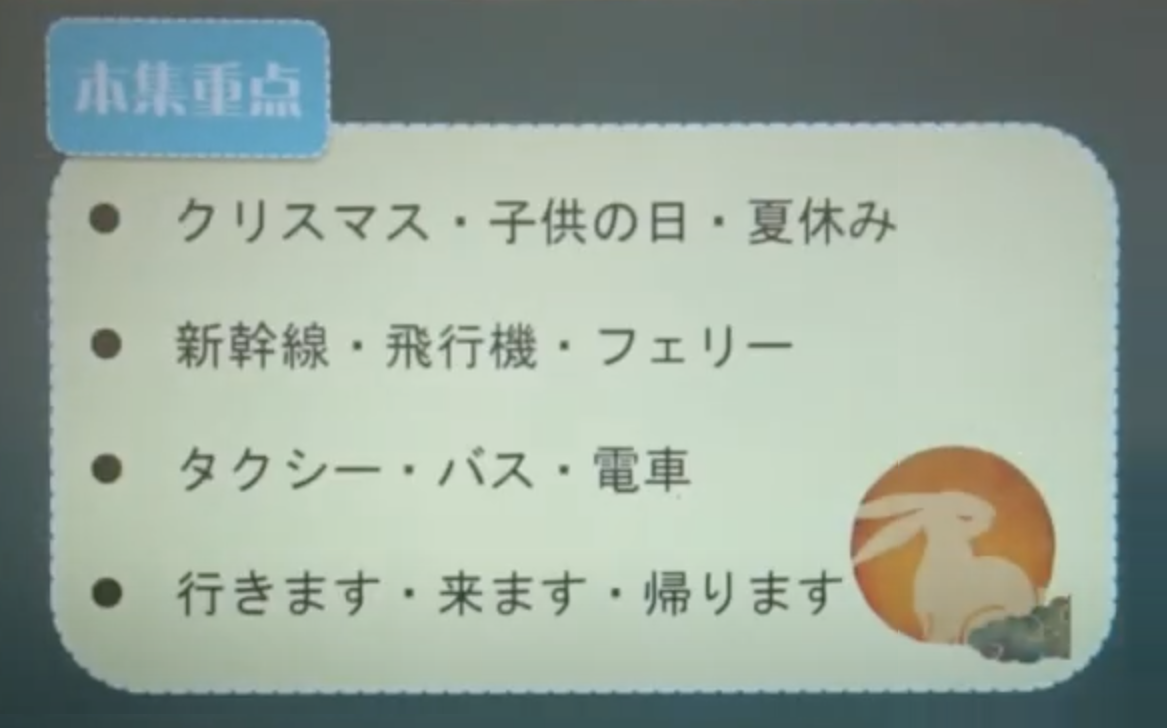 本集重点
● クリスマス・子供の日・夏休み
● 新幹線・飛行機・フェリー
● タクシー・バス・電車
● 行きます・来ます・帰ります